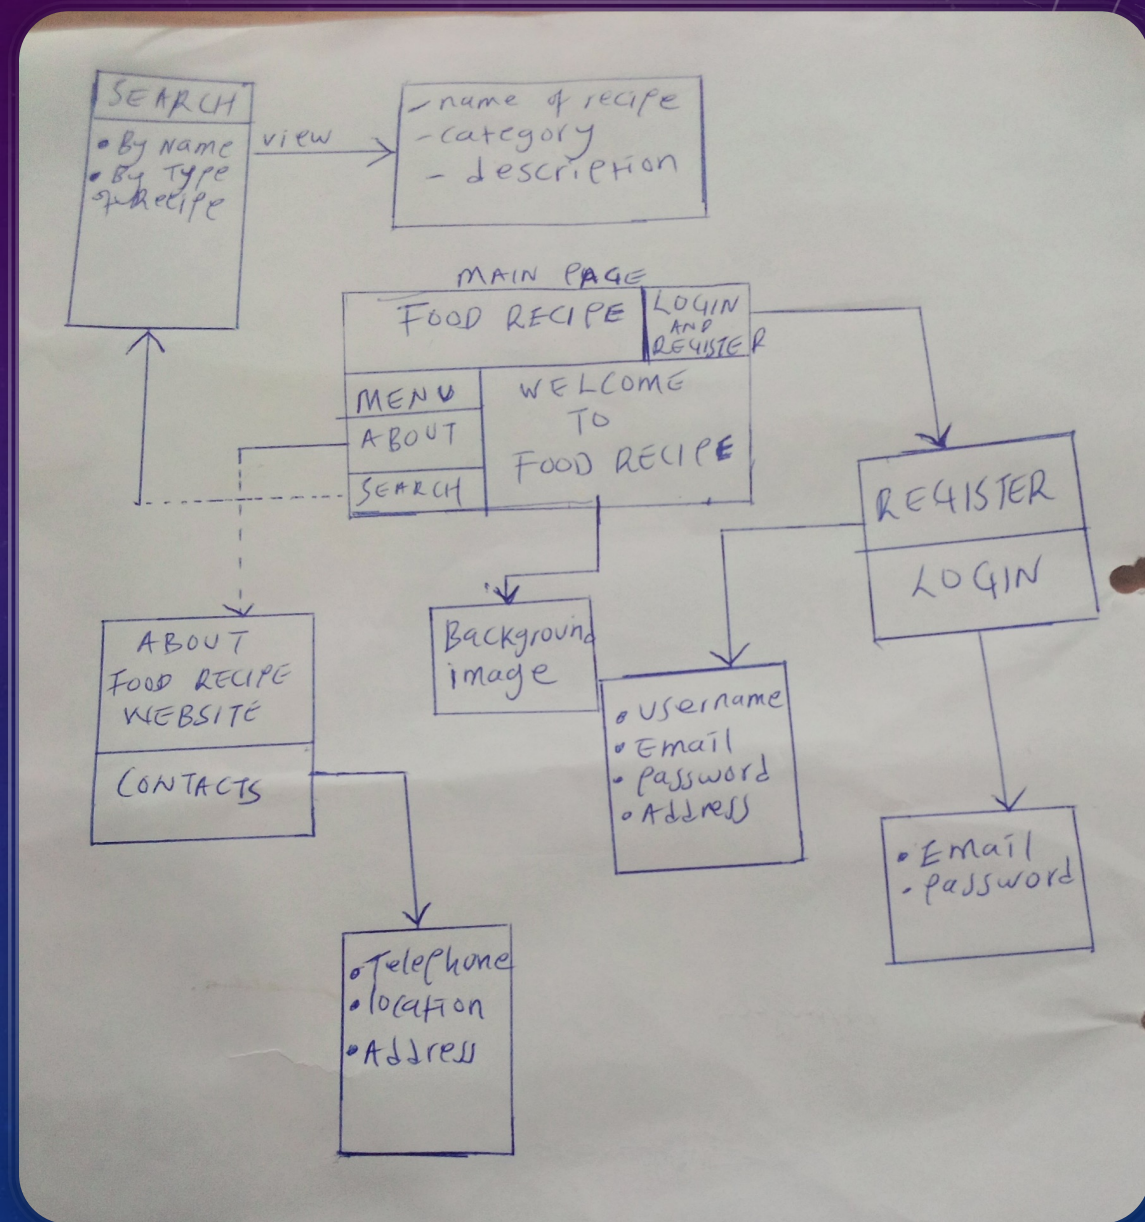 SEARCH
• By Name
• By Type
of Recipe
view
- name of recipe
- category
- description
MAIN PAGE
FOOD RECIPE
LOGIN
AND
REGISTER
MENU
ABOUT
SEARCH
WELCOME
TO
FOOD RECIPE
REGISTER
LOGIN
Background
image
ABOUT
FOOD RECIPE
WEBSITE
CONTACTS
• Username
• Email
• Password
• Address
• Email
• Password
• Telephone
• location
• Address